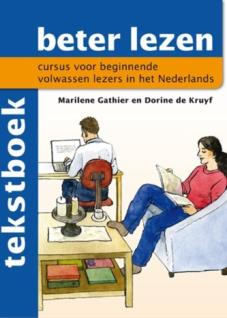 beter lezen
cursus voor beginnende
volwassen lezers in het Nederlands
Marilene Gathier en Dorine de Kruyf
tekstboek